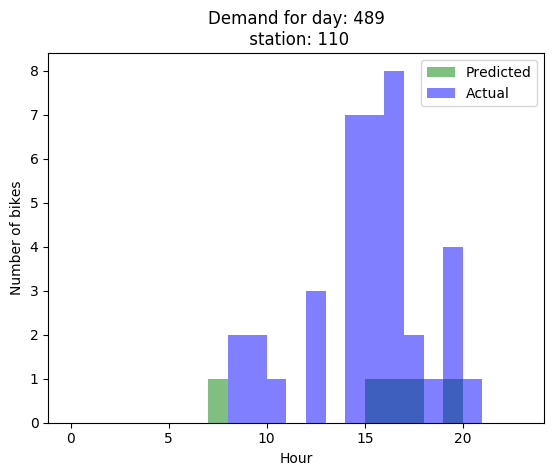 Demand for day: 489
station: 110
Predicted
Actual
8
7
6
5
4
3
2
1
0
Number of bikes
0 5 10 15 20
Hour